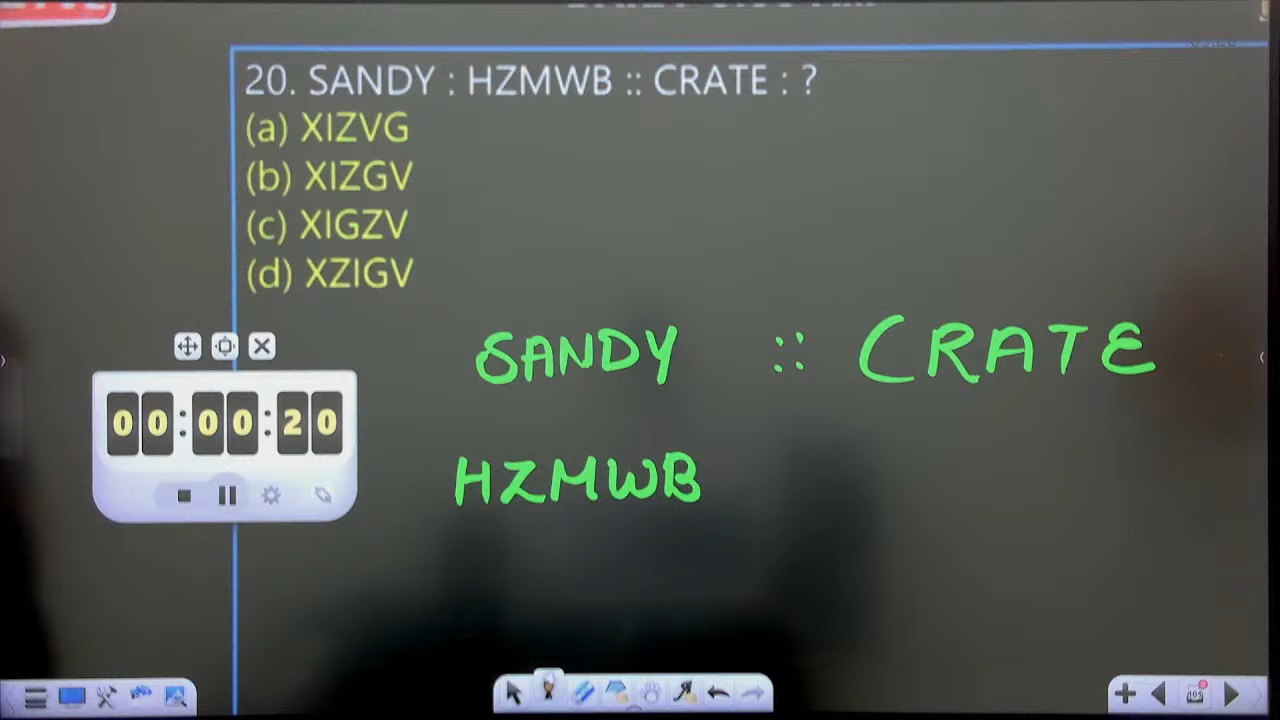 20. SANDY : HZMWB :: CRATE : ?
(a) XIZVG
(b) XIZGV
(c) XIGZV
(d) XZIGV
SANDY :: CRATE
00:00:20
HZMWB